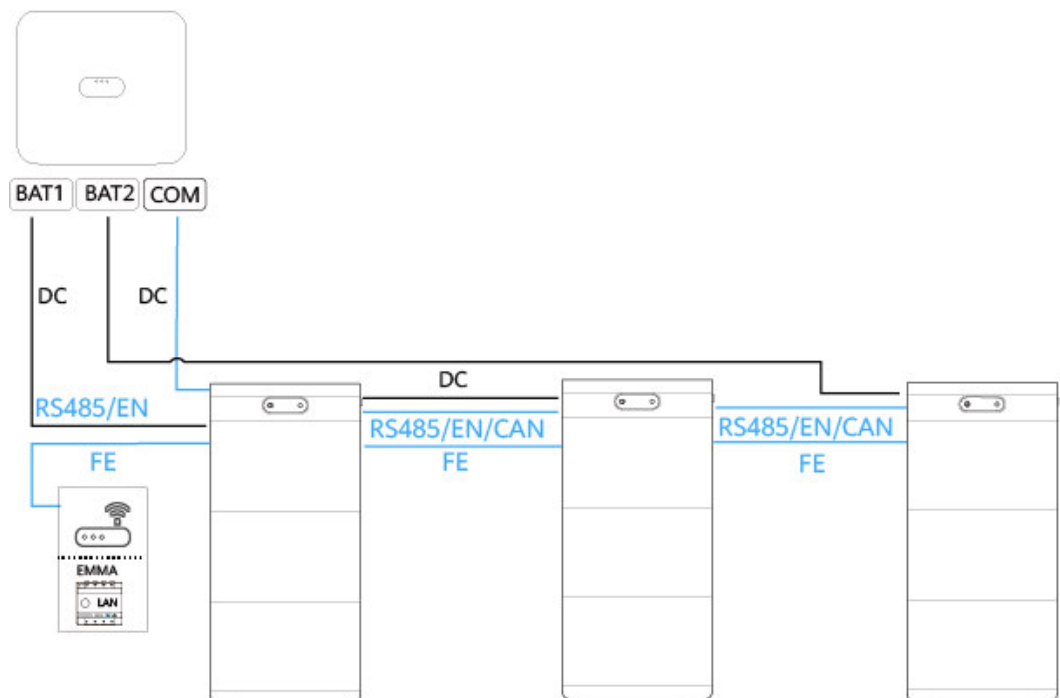 BAT1 BAT2 COM
DC DC
DC
RS485/EN
RS485/EN/CAN RS485/EN/CAN
FE FE FE
EMMA
LAN